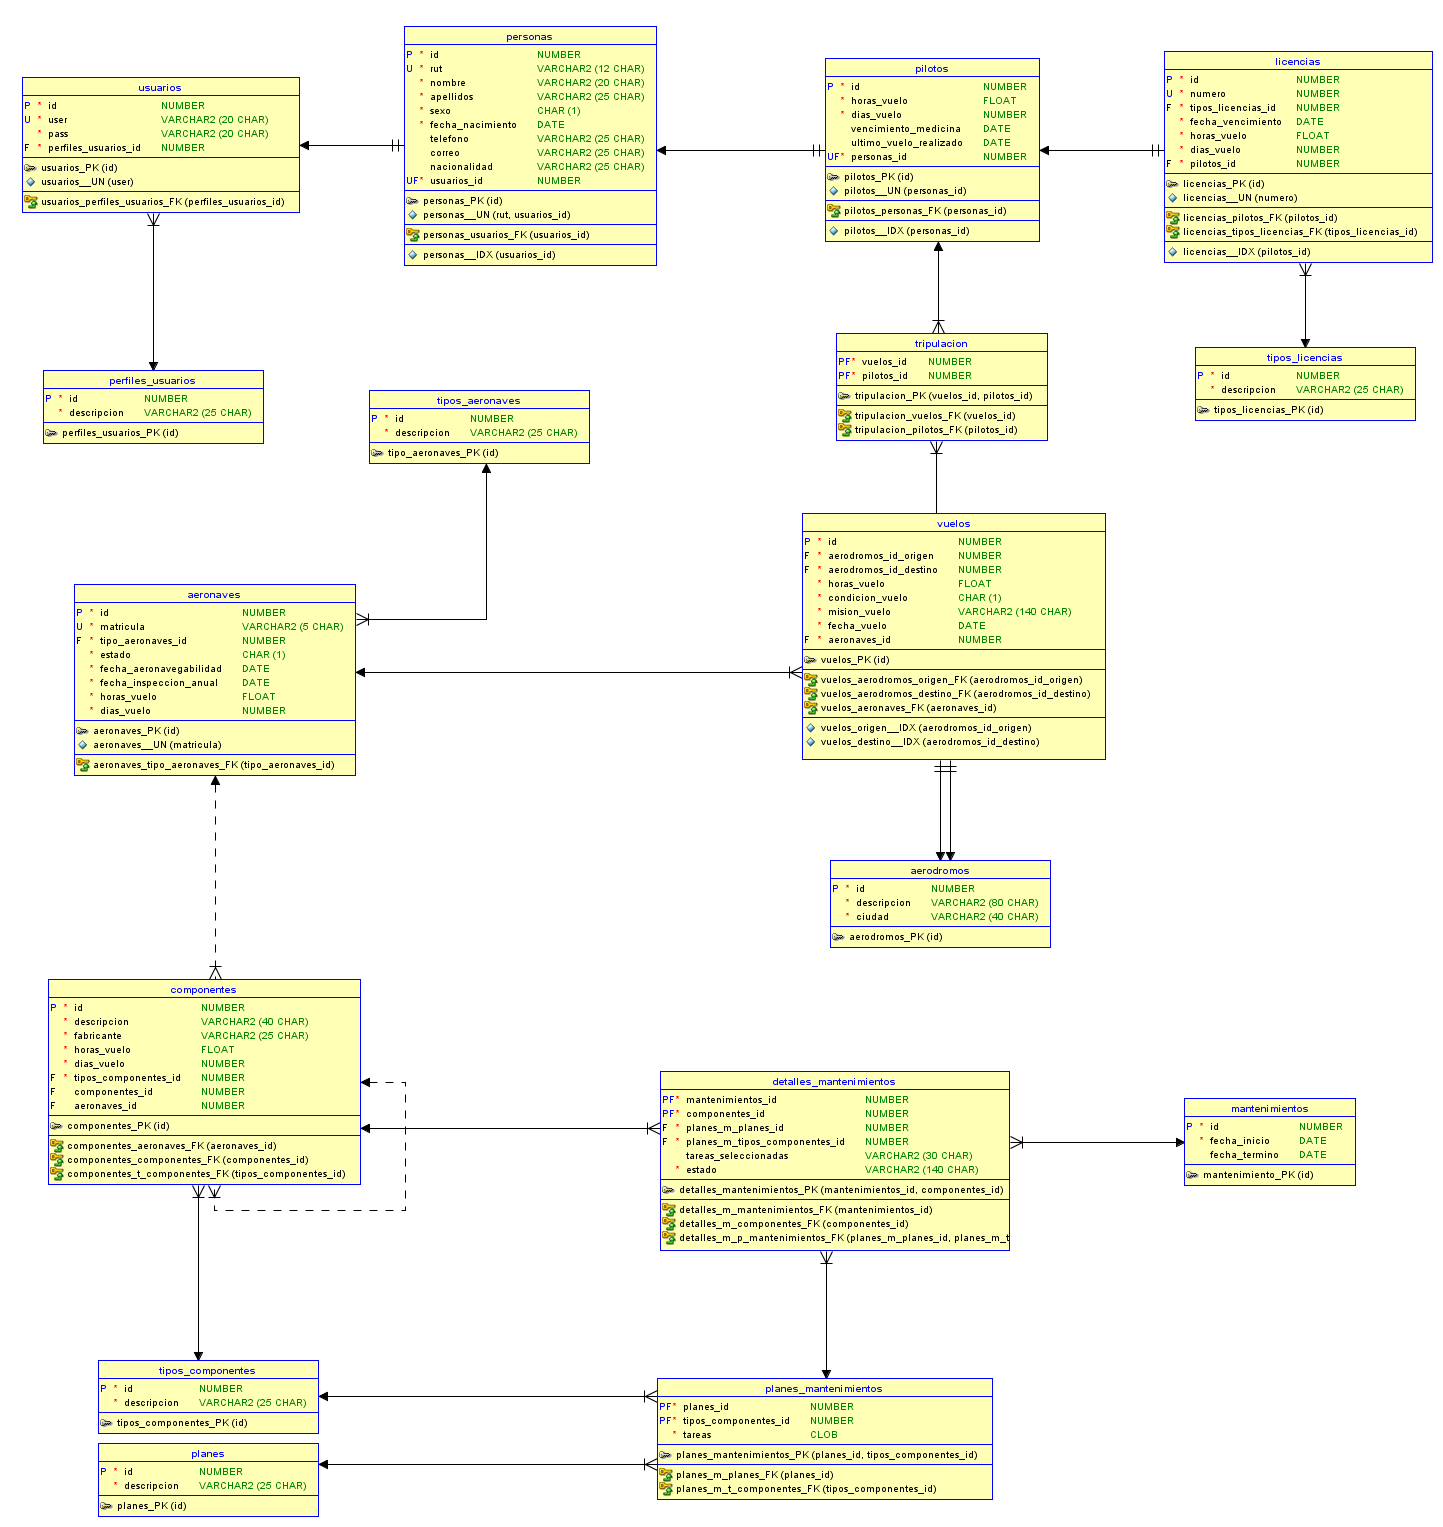 usuarios
P * id NUMBER
U * user VARCHAR2 (20 CHAR)
* pass VARCHAR2 (20 CHAR)
F * perfiles_usuarios_id NUMBER
usuarios_PK (id)
usuarios__UN (user)
usuarios_perfiles_usuarios_FK (perfiles_usuarios_id)
personas
P * id NUMBER
U * rut VARCHAR2 (12 CHAR)
* nombre VARCHAR2 (20 CHAR)
* apellidos VARCHAR2 (25 CHAR)
* sexo CHAR (1)
* fecha_nacimiento DATE
telefono VARCHAR2 (25 CHAR)
correo VARCHAR2 (25 CHAR)
nacionalidad VARCHAR2 (25 CHAR)
UF* usuarios_id NUMBER
personas_PK (id)
personas__UN (rut, usuarios_id)
personas_usuarios_FK (usuarios_id)
personas__IDX (usuarios_id)
pilotos
P * id NUMBER
* horas_vuelo FLOAT
* dias_vuelo NUMBER
vencimiento_medicina DATE
ultimo_vuelo_realizado DATE
UF* personas_id NUMBER
pilotos_PK (id)
pilotos__UN (personas_id)
pilotos_personas_FK (personas_id)
pilotos__IDX (personas_id)
licencias
P * id NUMBER
U * numero NUMBER
F * tipos_licencias_id NUMBER
* fecha_vencimiento DATE
* horas_vuelo FLOAT
* dias_vuelo NUMBER
F * pilotos_id NUMBER
licencias_PK (id)
licencias__UN (numero)
licencias_pilotos_FK (pilotos_id)
licencias_tipos_licencias_FK (tipos_licencias_id)
licencias__IDX (pilotos_id)
perfiles_usuarios
P * id NUMBER
* descripcion VARCHAR2 (25 CHAR)
perfiles_usuarios_PK (id)
tipos_aeronaves
P * id NUMBER
* descripcion VARCHAR2 (25 CHAR)
tipo_aeronaves_PK (id)
tripulacion
PF* vuelos_id NUMBER
PF* pilotos_id NUMBER
tripulacion_PK (vuelos_id, pilotos_id)
tripulacion_vuelos_FK (vuelos_id)
tripulacion_pilotos_FK (pilotos_id)
tipos_licencias
P * id NUMBER
* descripcion VARCHAR2 (25 CHAR)
tipos_licencias_PK (id)
aeronaves
P * id NUMBER
U * matricula VARCHAR2 (5 CHAR)
F * tipo_aeronaves_id NUMBER
* estado CHAR (1)
* fecha_aeronavegabilidad DATE
* fecha_inspeccion_anual DATE
* horas_vuelo FLOAT
* dias_vuelo NUMBER
aeronaves_PK (id)
aeronaves__UN (matricula)
aeronaves_tipo_aeronaves_FK (tipo_aeronaves_id)
vuelos
P * id NUMBER
F * aerodromos_id_origen NUMBER
F * aerodromos_id_destino NUMBER
* horas_vuelo FLOAT
* condicion_vuelo CHAR (1)
* mision_vuelo VARCHAR2 (140 CHAR)
* fecha_vuelo DATE
F * aeronaves_id NUMBER
vuelos_PK (id)
vuelos_aerodromos_origen_FK (aerodromos_id_origen)
vuelos_aerodromos_destino_FK (aerodromos_id_destino)
vuelos_aeronaves_FK (aeronaves_id)
vuelos_origen__IDX (aerodromos_id_origen)
vuelos_destino__IDX (aerodromos_id_destino)
aerodromos
P * id NUMBER
* descripcion VARCHAR2 (80 CHAR)
* ciudad VARCHAR2 (40 CHAR)
aerodromos_PK (id)
componentes
P * id NUMBER
* descripcion VARCHAR2 (40 CHAR)
* fabricante VARCHAR2 (25 CHAR)
* horas_vuelo FLOAT
* dias_vuelo NUMBER
F * tipos_componentes_id NUMBER
F componentes_id NUMBER
F aeronaves_id NUMBER
componentes_PK (id)
componentes_aeronaves_FK (aeronaves_id)
componentes_componentes_FK (componentes_id)
componentes_t_componentes_FK (tipos_componentes_id)
detalles_mantenimientos
PF* mantenimientos_id NUMBER
PF* componentes_id NUMBER
F * planes_m_planes_id NUMBER
F * planes_m_tipos_componentes_id NUMBER
tareas_seleccionadas VARCHAR2 (30 CHAR)
* estado VARCHAR2 (140 CHAR)
detalles_mantenimientos_PK (mantenimientos_id, componentes_id)
detalles_m_mantenimientos_FK (mantenimientos_id)
detalles_m_componentes_FK (componentes_id)
detalles_m_p_mantenimientos_FK (planes_m_planes_id, planes_m_t
mantenimientos
P * id NUMBER
* fecha_inicio DATE
fecha_termino DATE
mantenimiento_PK (id)
tipos_componentes
P * id NUMBER
* descripcion VARCHAR2 (25 CHAR)
tipos_componentes_PK (id)
planes_mantenimientos
PF* planes_id NUMBER
PF* tipos_componentes_id NUMBER
* tareas CLOB
planes_mantenimientos_PK (planes_id, tipos_componentes_id)
planes_m_planes_FK (planes_id)
planes_m_t_componentes_FK (tipos_componentes_id)
planes
P * id NUMBER
* descripcion VARCHAR2 (25 CHAR)
planes_PK (id)